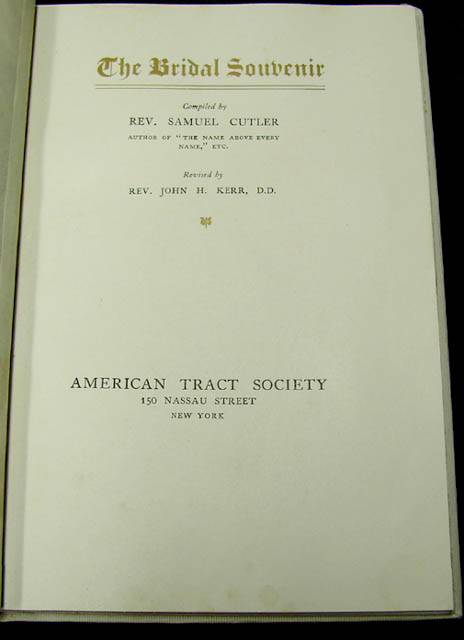 The Bridal Souvenir
Compiled by
REV. SAMUEL CUTLER
AUTHOR OF "THE NAME ABOVE EVERY
NAME," ETC.
Revised by
REV. JOHN H. KERR, D.D.
AMERICAN TRACT SOCIETY
150 NASSAU STREET
NEW YORK